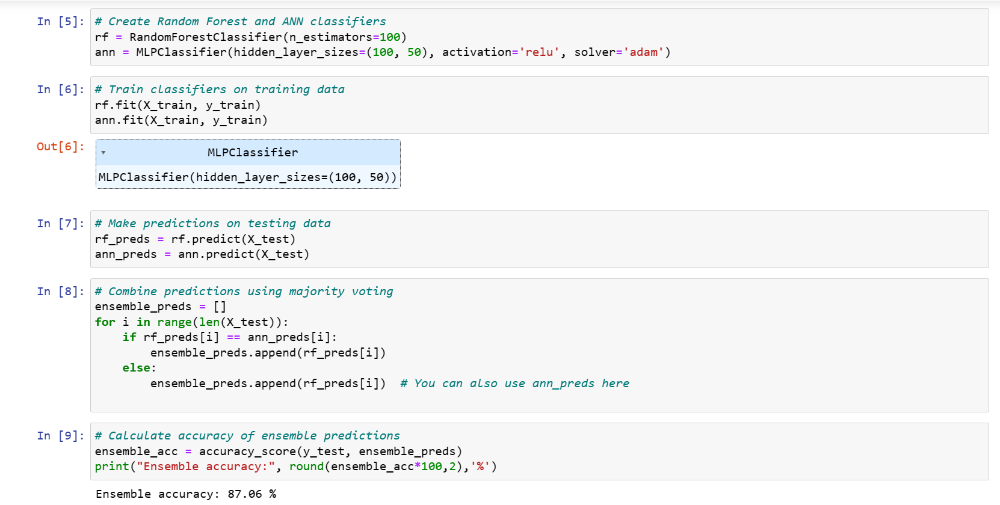 In [5]: # Create Random Forest and ANN classifiers
rf = RandomForestClassifier(n_estimators=100)
ann = MLPClassifier(hidden_layer_sizes=(100, 50), activation='relu', solver='adam')
In [6]: # Train classifiers on training data
rf.fit(X_train, y_train)
ann.fit(X_train, y_train)
Out[6]: ▾ MLPClassifier
MLPClassifier(hidden_layer_sizes=(100, 50))
In [7]: # Make predictions on testing data
rf_preds = rf.predict(X_test)
ann_preds = ann.predict(X_test)
In [8]: # Combine predictions using majority voting
ensemble_preds = []
for i in range(len(X_test)):
    if rf_preds[i] == ann_preds[i]:
        ensemble_preds.append(rf_preds[i])
    else:
        ensemble_preds.append(rf_preds[i])  # You can also use ann_preds here
In [9]: # Calculate accuracy of ensemble predictions
ensemble_acc = accuracy_score(y_test, ensemble_preds)
print("Ensemble accuracy:", round(ensemble_acc*100,2),'%')
Ensemble accuracy: 87.06 %